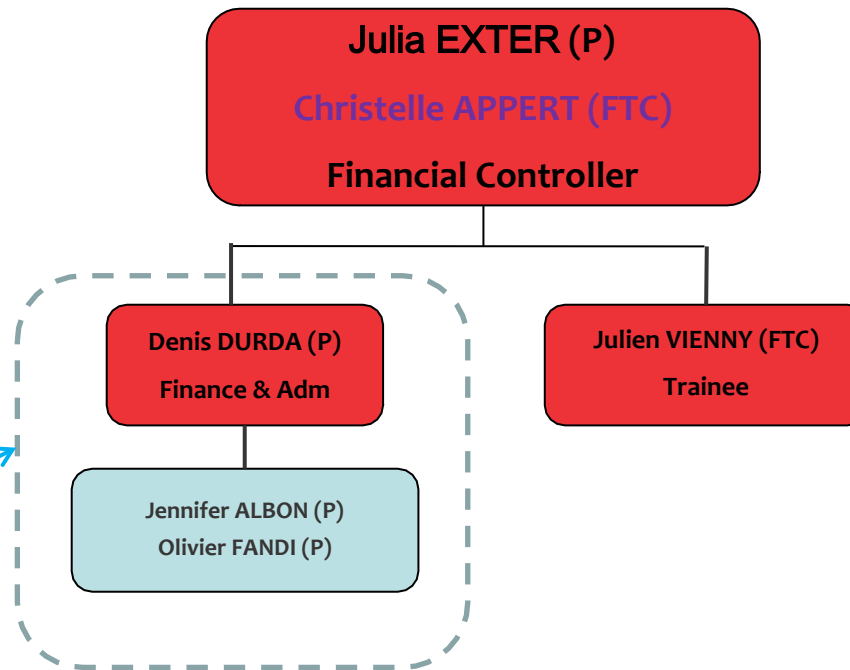 Julia EXTER (P)
Christelle APPERT (FTC)
Financial Controller
Denis DURDA (P)
Finance & Adm
Julien VIENNY (FTC)
Trainee
Jennifer ALBON (P)
Olivier FANDI (P)